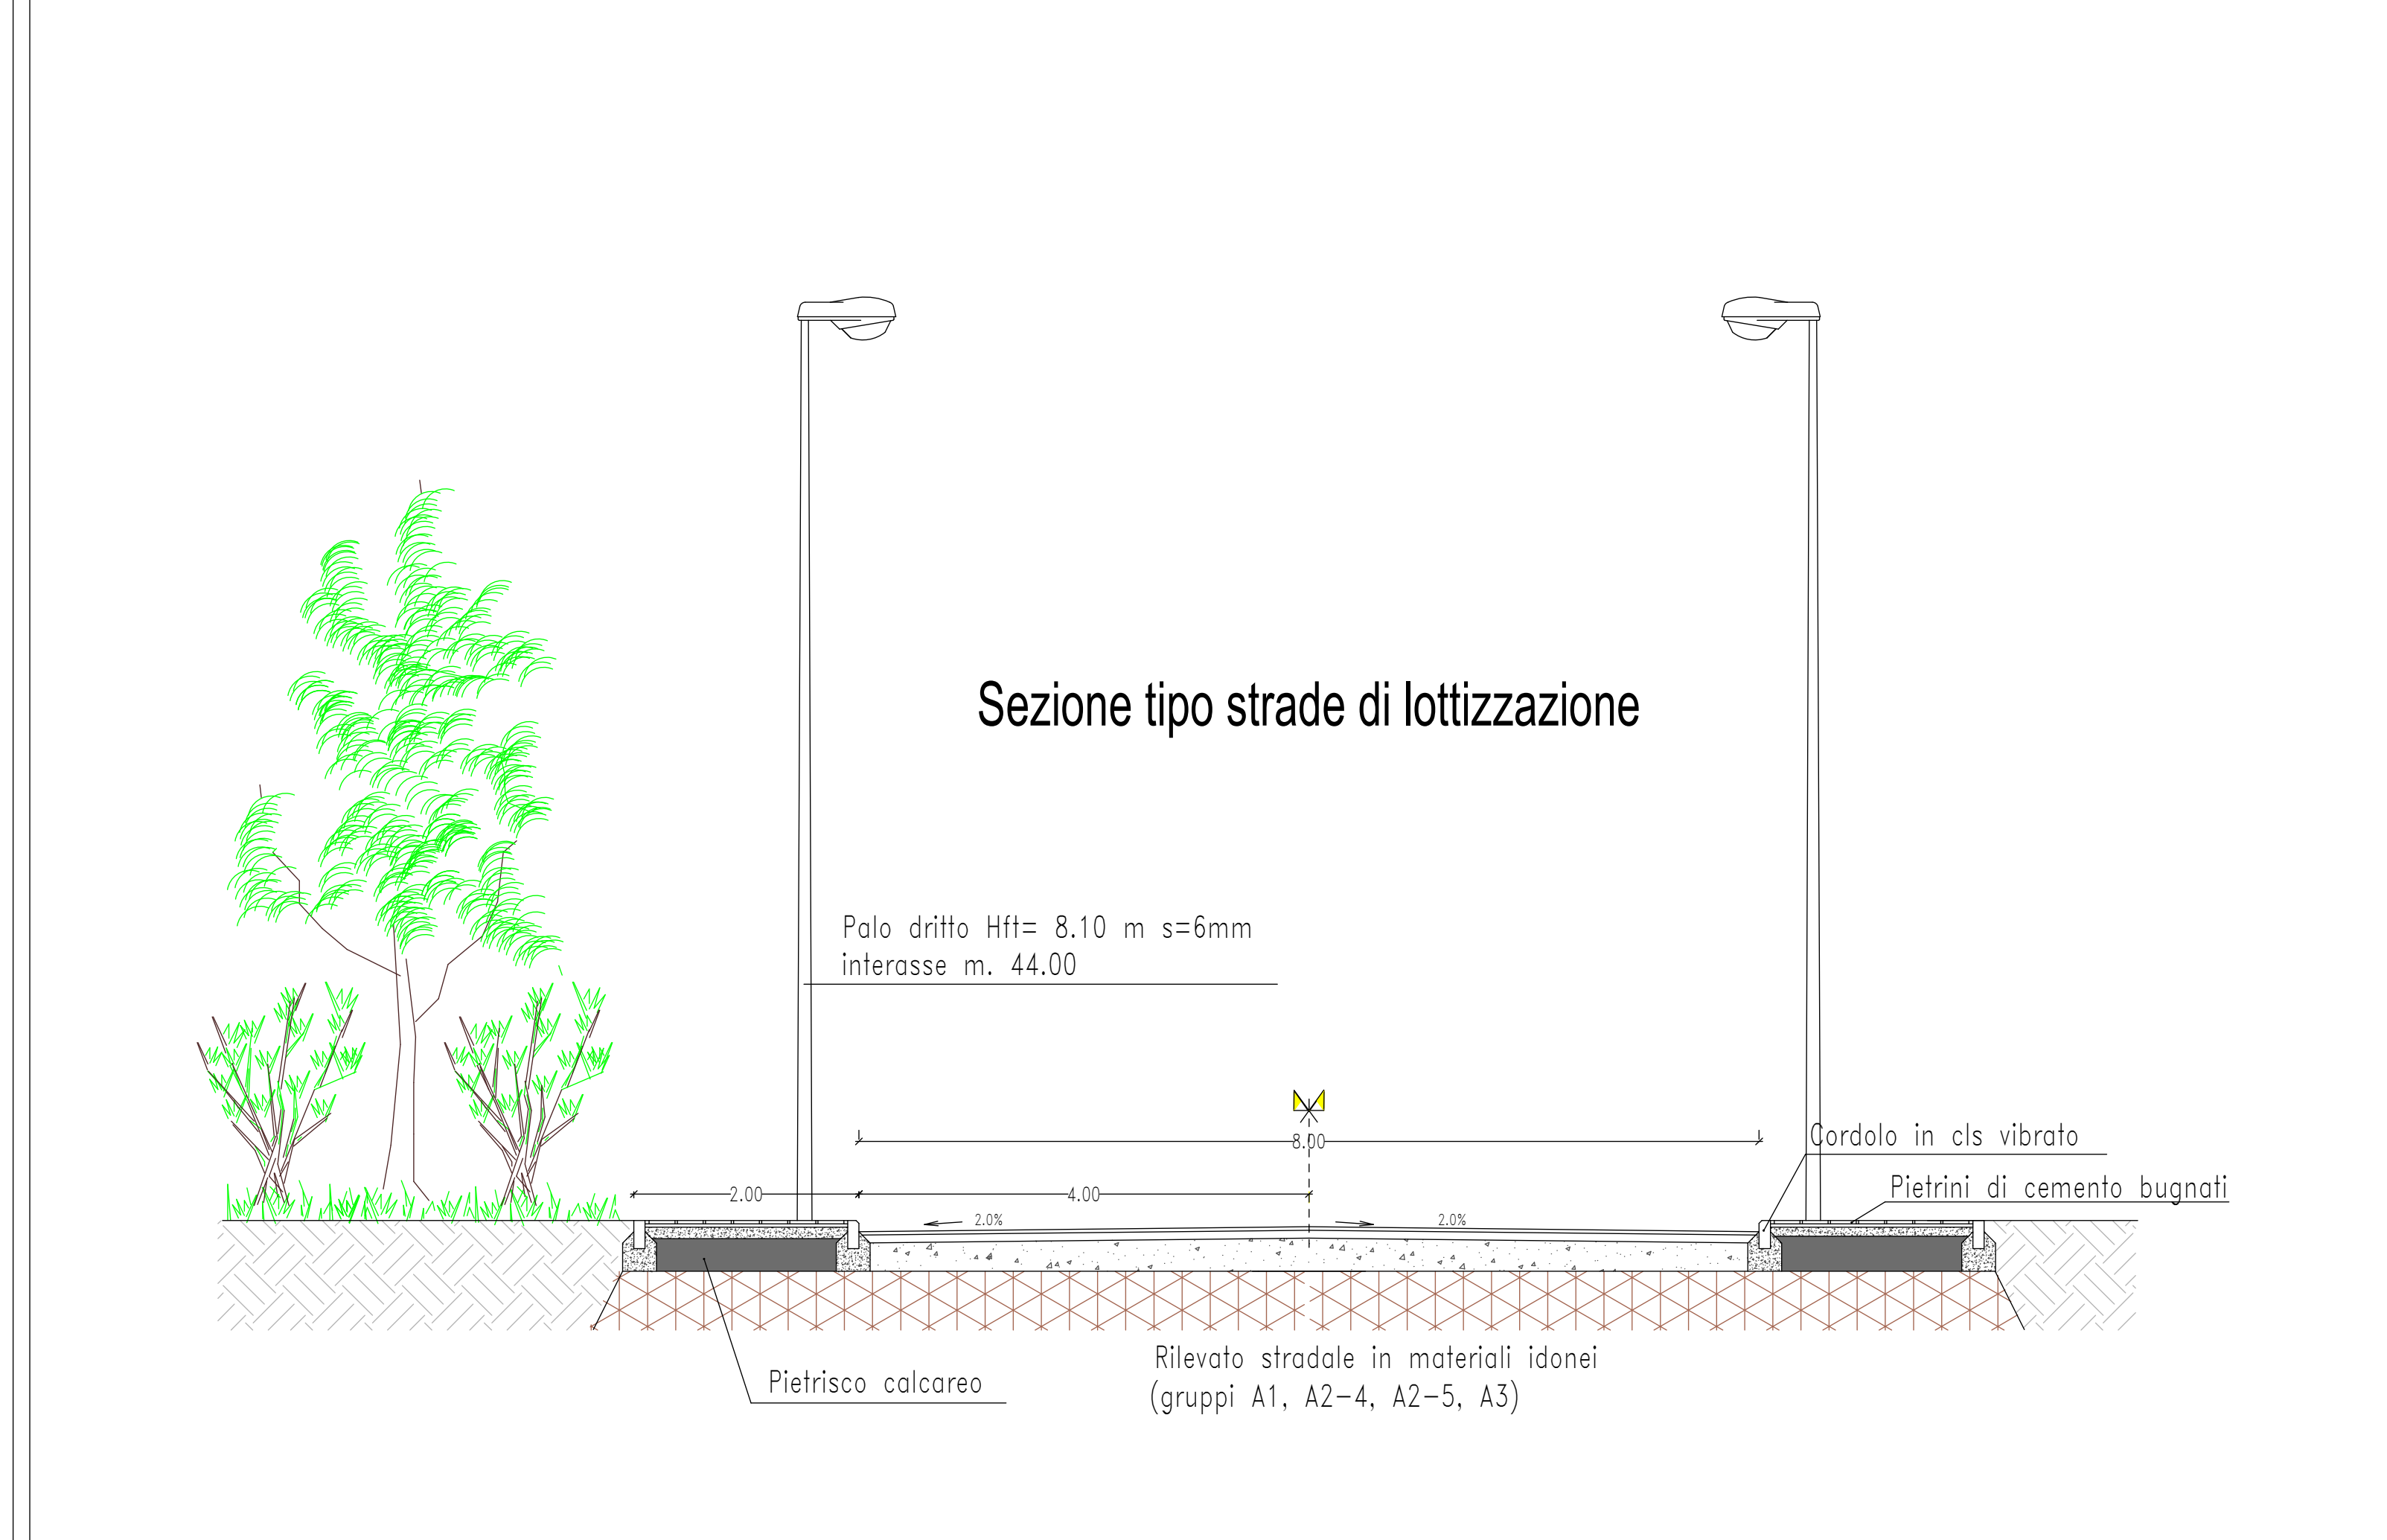 Sezione tipo strade di lottizzazione
Palo dritto Hft= 8.10 m s=6mm
interasse m. 44.00
8.00
Cordolo in cls vibrato
Pietrini di cemento bugnati
2.00
4.00
2.0%
2.0%
Rilevato stradale in materiali idonei
(gruppi A1, A2-4, A2-5, A3)
Pietrisco calcareo